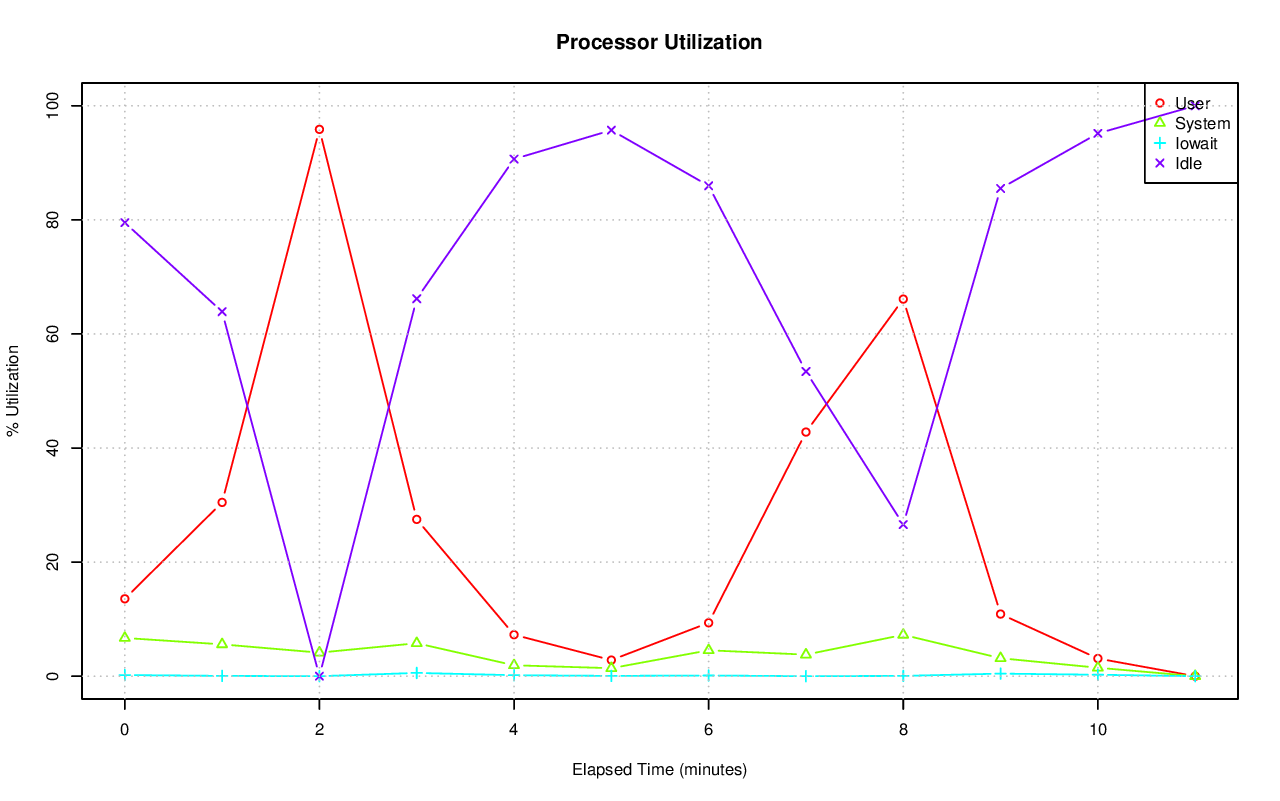 Processor Utilization
% Utilization
100
80
60
40
20
0
User
System
Iowait
Idle
0 2 4 6 8 10
Elapsed Time (minutes)